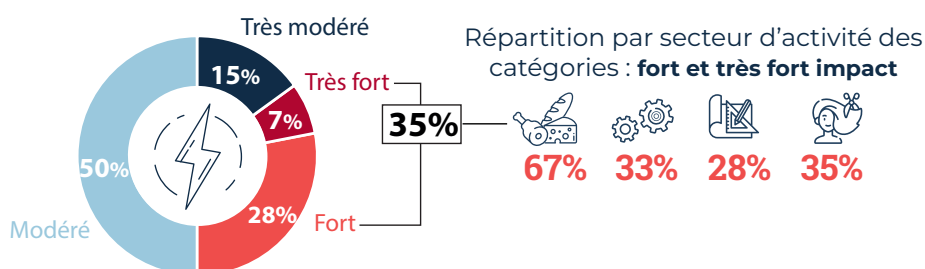 Très modéré
15%
Très fort
7%
35%
50%
28%
Modéré
Fort
Répartition par secteur d’activité des
catégories : fort et très fort impact
67% 33% 28% 35%